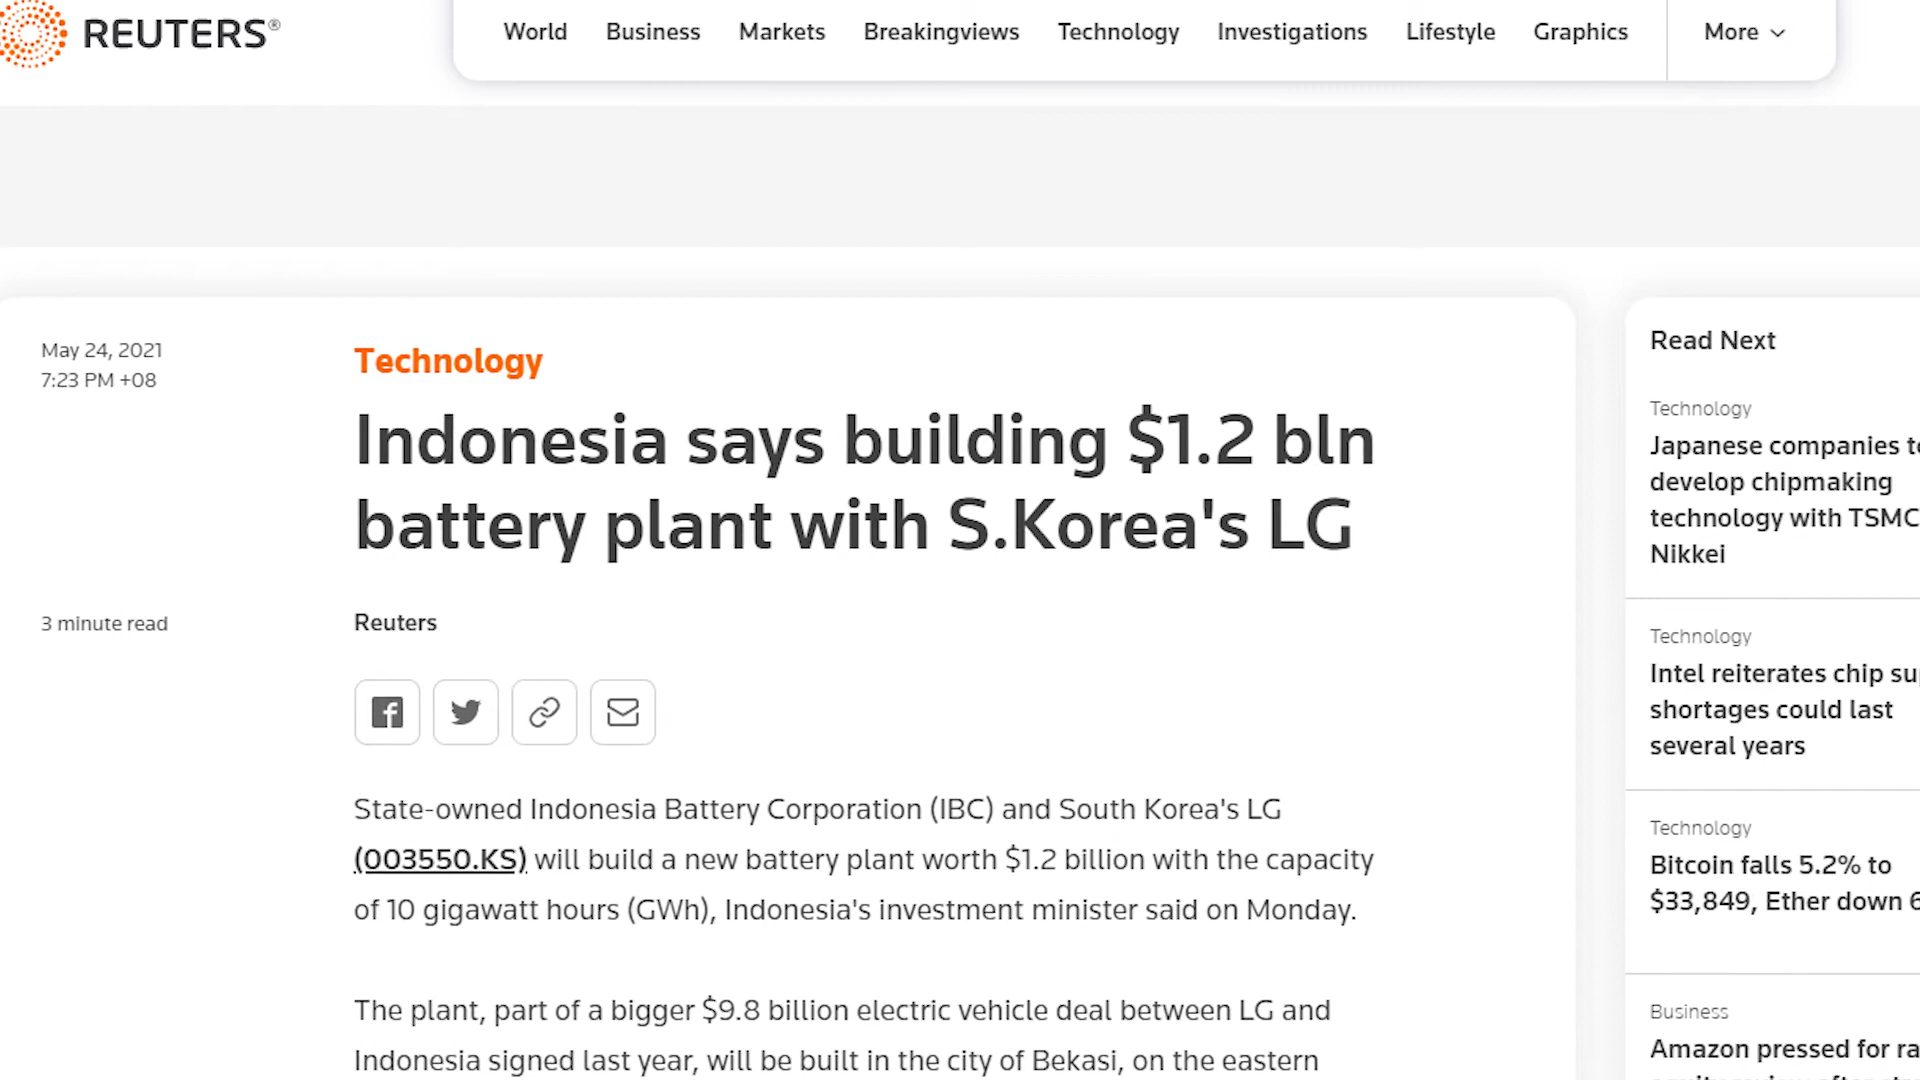 REUTERS®
World Business Markets Breakingviews Technology Investigations Lifestyle Graphics More
May 24, 2021
7:23 PM +08
Technology
Indonesia says building $1.2 bln
battery plant with S.Korea's LG
3 minute read
Reuters
State-owned Indonesia Battery Corporation (IBC) and South Korea's LG
(003550.KS) will build a new battery plant worth $1.2 billion with the capacity
of 10 gigawatt hours (GWh), Indonesia's investment minister said on Monday.
The plant, part of a bigger $9.8 billion electric vehicle deal between LG and
Indonesia signed last year, will be built in the city of Bekasi, on the eastern
Read Next
Technology
Japanese companies
develop chipmaking
technology with TSMC
Nikkei
Technology
Intel reiterates chip
shortages could last
several years
Technology
Bitcoin falls 5.2% to
$33,849, Ether down
Business
Amazon pressed for